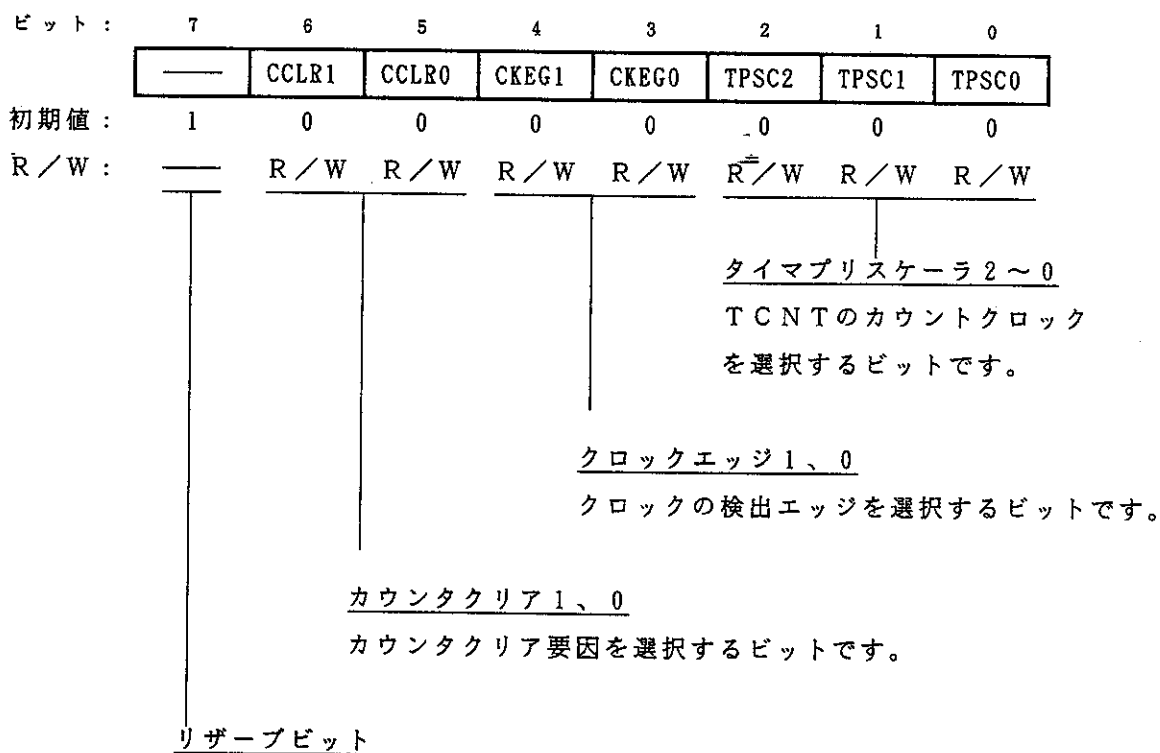 ビット： 7 6 5 4 3 2 1 0
― CCLR1 CCLR0 CKEG1 CKEG0 TPSC2 TPSC1 TPSC0
初期値： 1 0 0 0 0 0 0 0
R／W： ― R／W R／W R／W R／W R／W R／W R／W
タイマプリスケーラ2～0
TCNTのカウントクロック
を選択するビットです。
クロックエッジ1、0
クロックの検出エッジを選択するビットです。
カウンタクリア1、0
カウンタクリア要因を選択するビットです。
リザーブビット